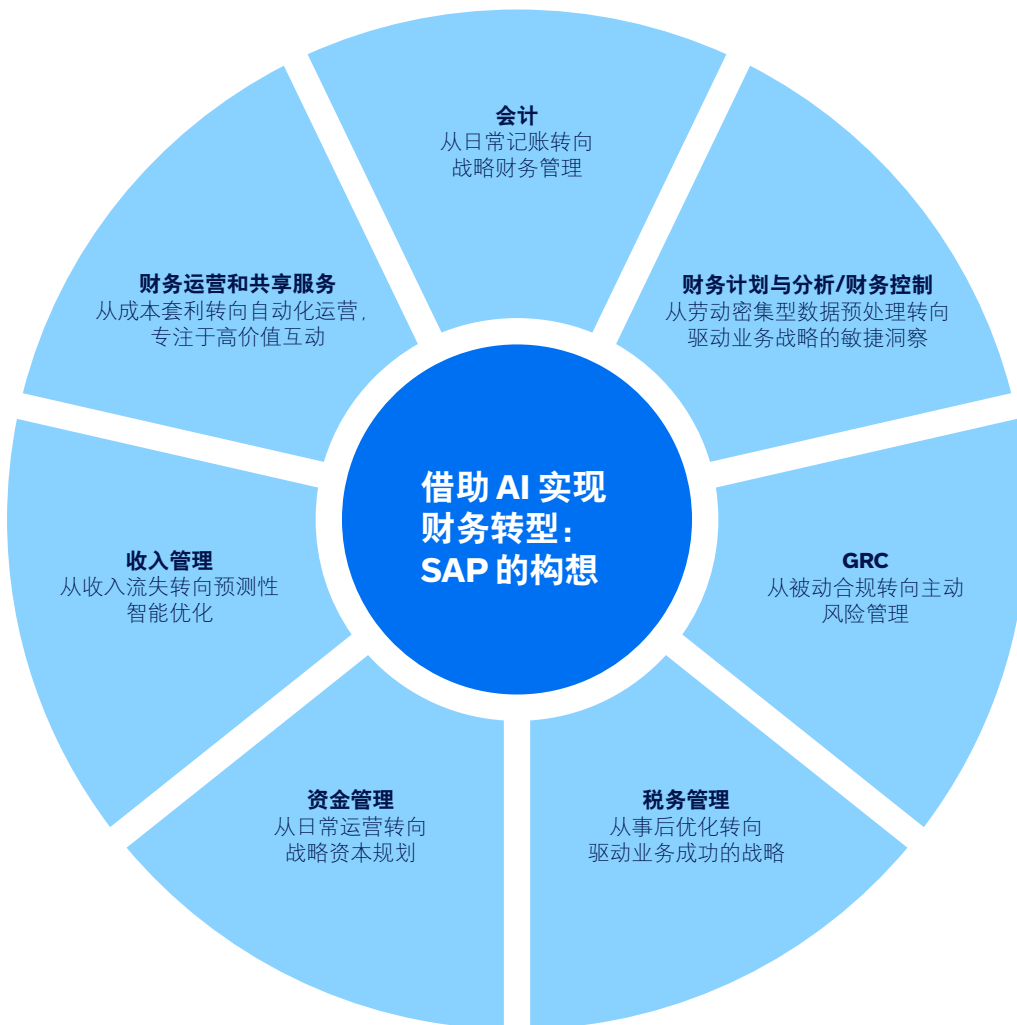 会计
从日常记账转向
战略财务管理
财务计划与分析/财务控制
从劳动密集型数据预处理转向
驱动业务战略的敏捷洞察
GRC
从被动合规转向主动
风险管理
税务管理
从事后优化转向
驱动业务成功的战略
资金管理
从日常运营转向
战略资本规划
收入管理
从收入流失转向预测性
智能优化
财务运营和共享服务
从成本套利转向自动化运营，
专注于高价值互动
借助 AI 实现
财务转型：
SAP 的构想